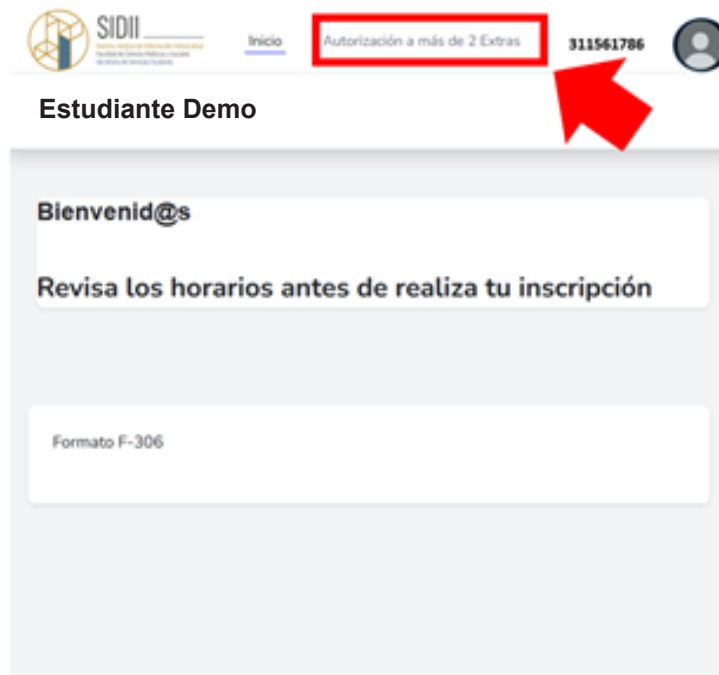 SIDII
Inicio
Autorización a más de 2 Extras
311561786
Estudiante Demo
Bienvenid@s
Revisa los horarios antes de realiza tu inscripción
Formato F-306